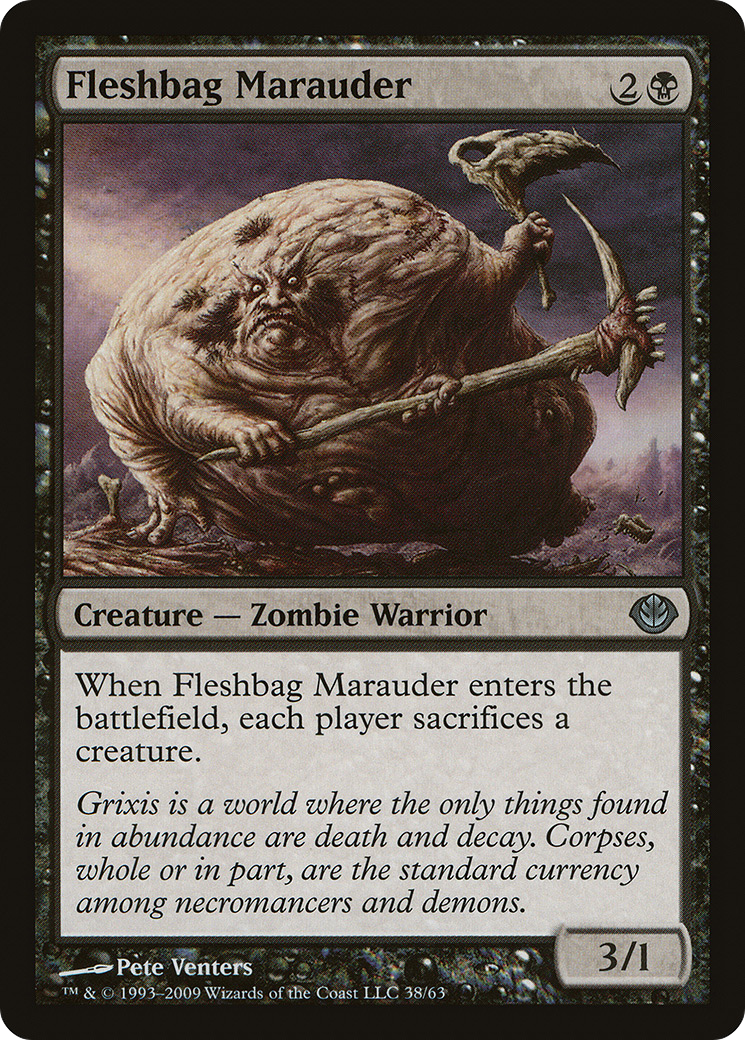 Fleshbag Marauder 2
Creature — Zombie Warrior
When Fleshbag Marauder enters the
battlefield, each player sacrifices a
creature.
Grixis is a world where the only things found
in abundance are death and decay. Corpses,
whole or in part, are the standard currency
among necromancers and demons.
3/1
Pete Venters
™ & © 1993–2009 Wizards of the Coast LLC 38/63